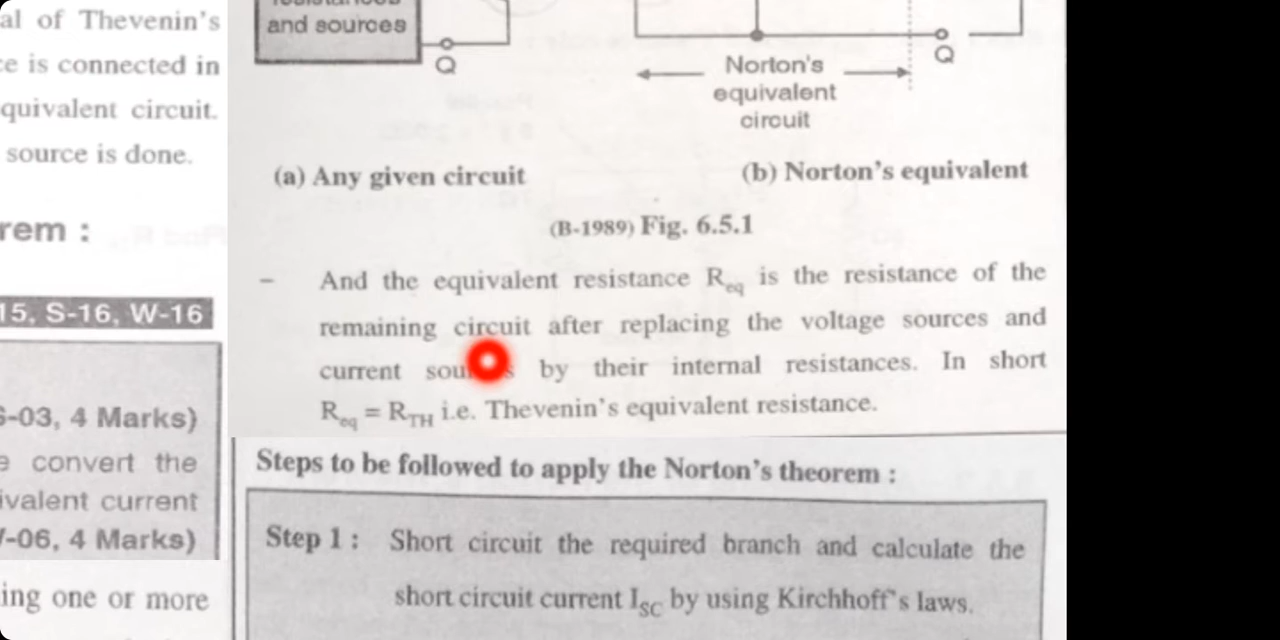 al of Thevenin's
e is connected in
quivalent circuit.
source is done.
rem :
15, S-16, W-16
-03, 4 Marks)
e convert the
ivalent current
-06, 4 Marks)
ing one or more
and sources
Q
Q
Norton's
equivalent
circuit
(a) Any given circuit
(b) Norton's equivalent
(B-1989) Fig. 6.5.1
– And the equivalent resistance Req is the resistance of the
remaining circuit after replacing the voltage sources and
current by their internal resistances. In short
Req = RTH i.e. Thevenin's equivalent resistance.
Steps to be followed to apply the Norton's theorem :
Step 1 : Short circuit the required branch and calculate the
short circuit current ISC by using Kirchhoff's laws.